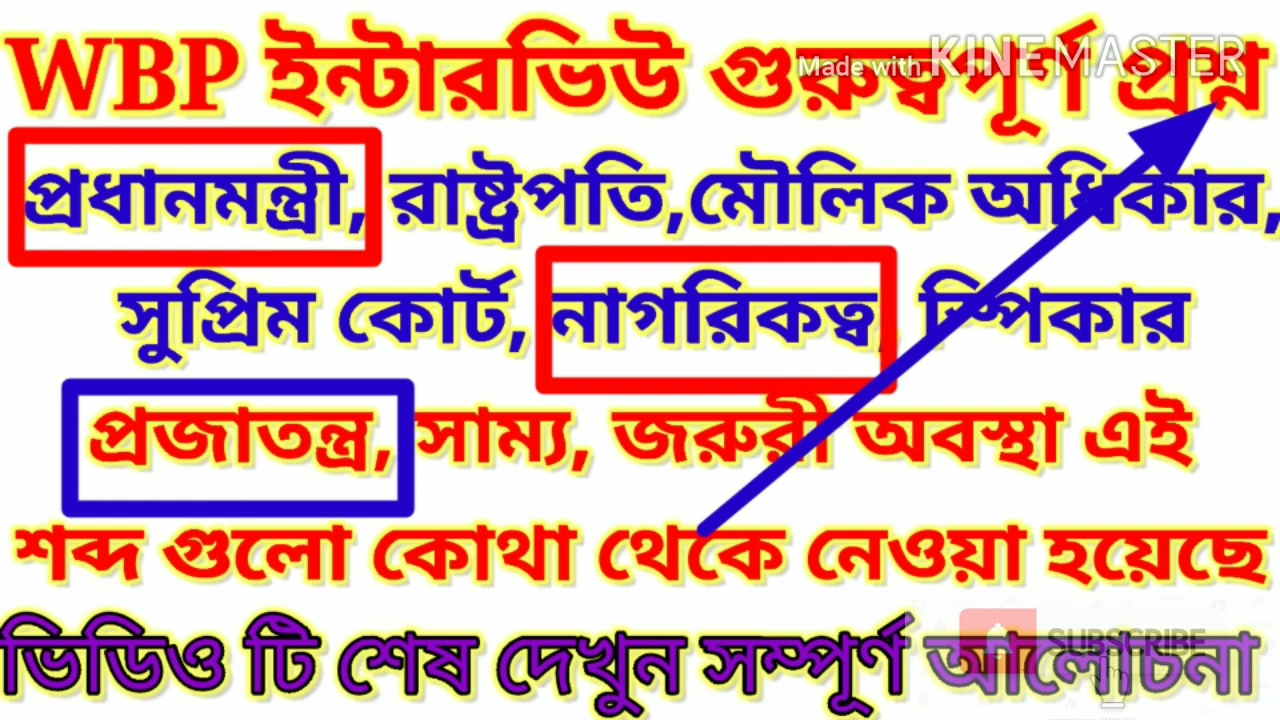 WBP ইন্টারভিউ গুরুত্বপূর্ণ প্রশ্ন
Made with KINEMASTER
প্রধানমন্ত্রী, রাষ্ট্রপতি,মৌলিক অধিকার,
সুপ্রিম কোর্ট, নাগরিকত্ব, স্পিকার
প্রজাতন্ত্র, সাম্য, জরুরী অবস্থা এই
শব্দ গুলো কোথা থেকে নেওয়া হয়েছে
ভিডিও টি শেষ দেখুন সম্পূর্ণ আলোচনা
SUBSCRIBE